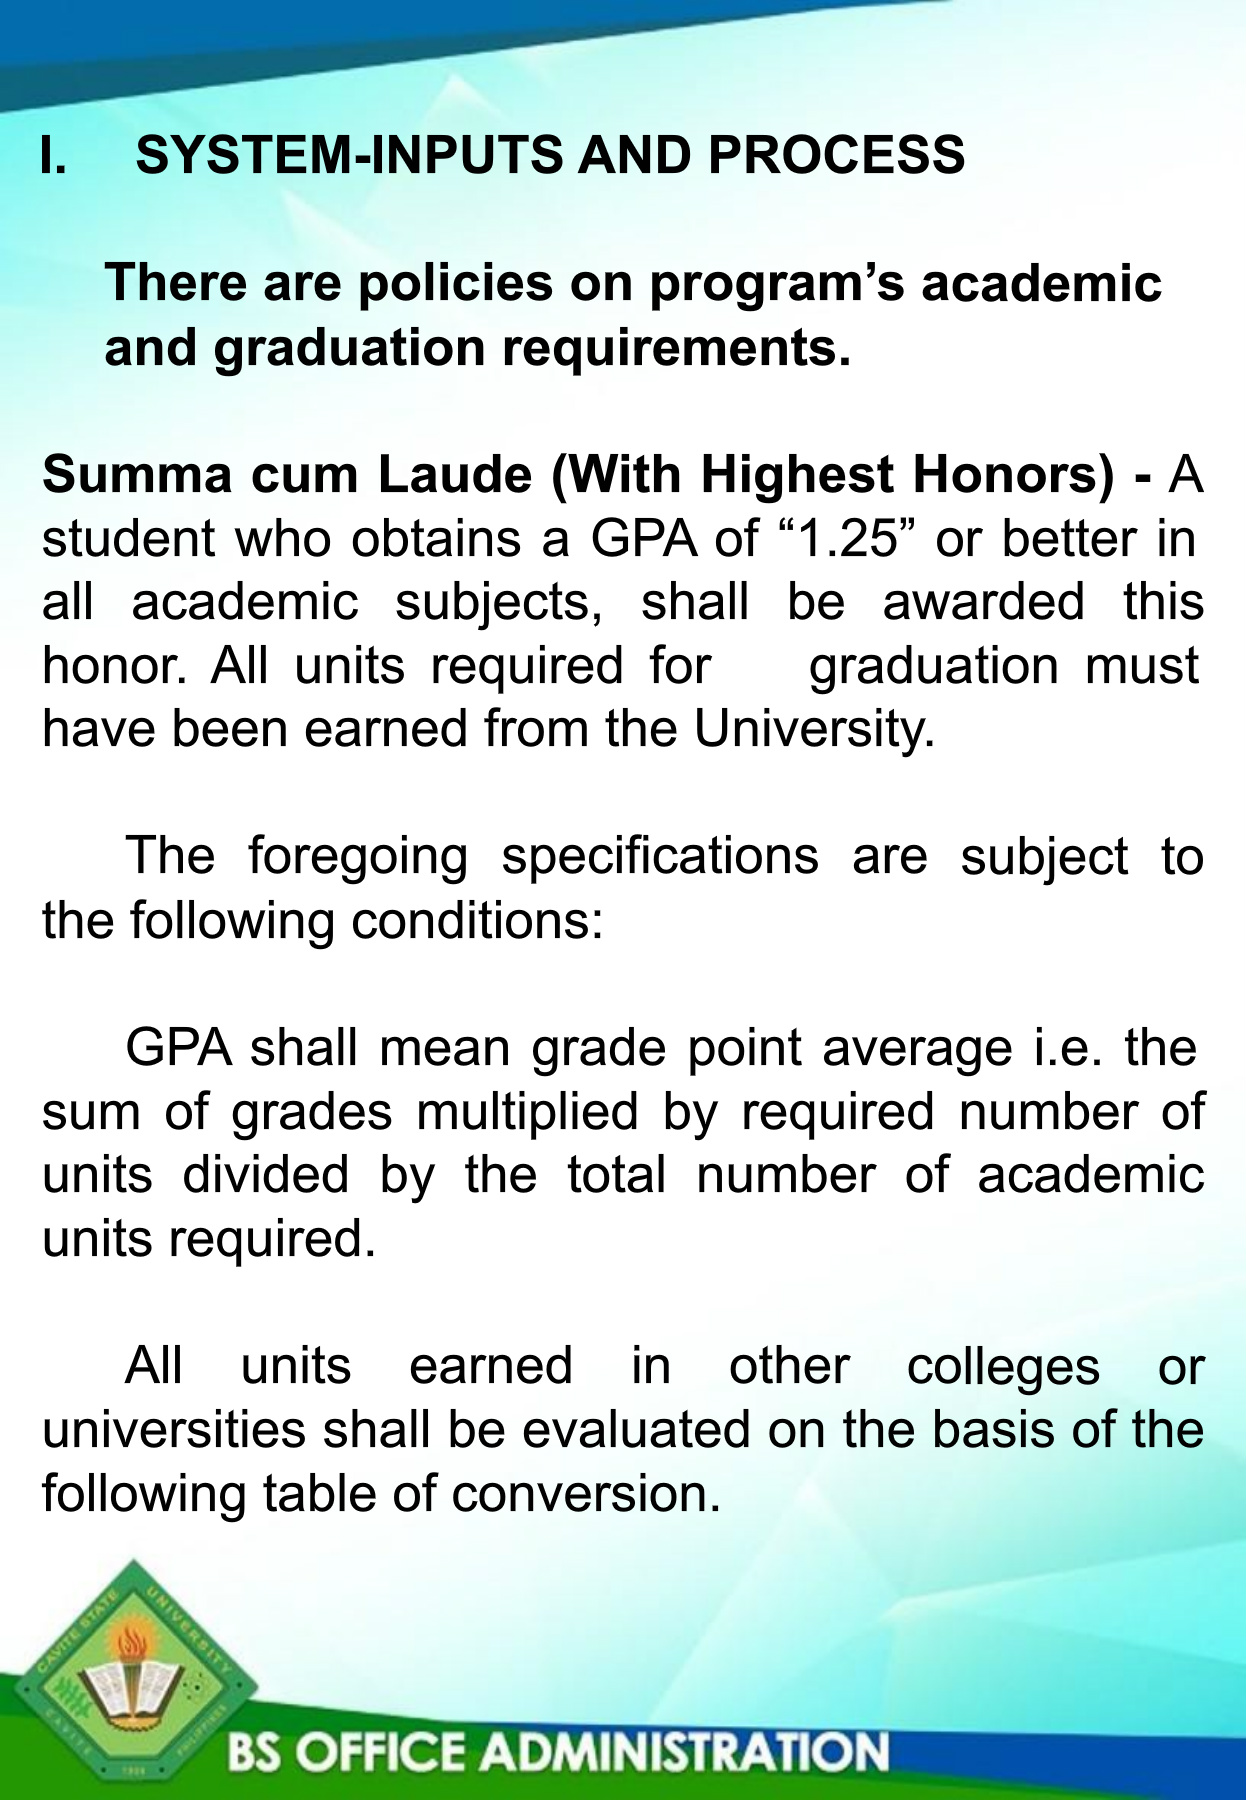 I. SYSTEM-INPUTS AND PROCESS
There are policies on program’s academic
and graduation requirements.
Summa cum Laude (With Highest Honors) - A
student who obtains a GPA of “1.25” or better in
all academic subjects, shall be awarded this
honor. All units required for graduation must
have been earned from the University.
The foregoing specifications are subject to
the following conditions:
GPA shall mean grade point average i.e. the
sum of grades multiplied by required number of
units divided by the total number of academic
units required.
All units earned in other colleges or
universities shall be evaluated on the basis of the
following table of conversion.
CAVITE STATE UNIVERSITY
CAVITE
PHILIPPINES
1906
BS OFFICE ADMINISTRATION